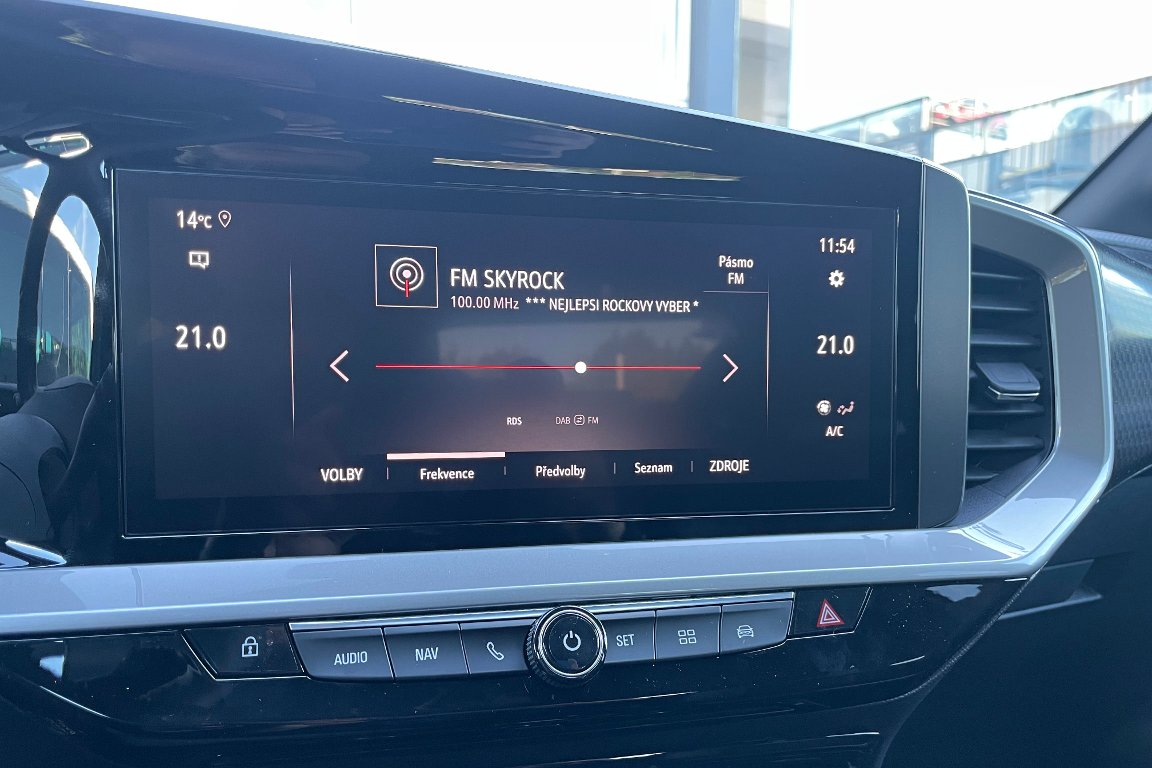 14°C
21.0
FM SKYROCK
100.00 MHz *** NEJLEPSI ROCKOVY VYBER *
Pásmo
FM
11:54
21.0
A/C
RDS DAB FM
VOLBY Frekvence Předvolby Seznam ZDROJE
AUDIO NAV SET